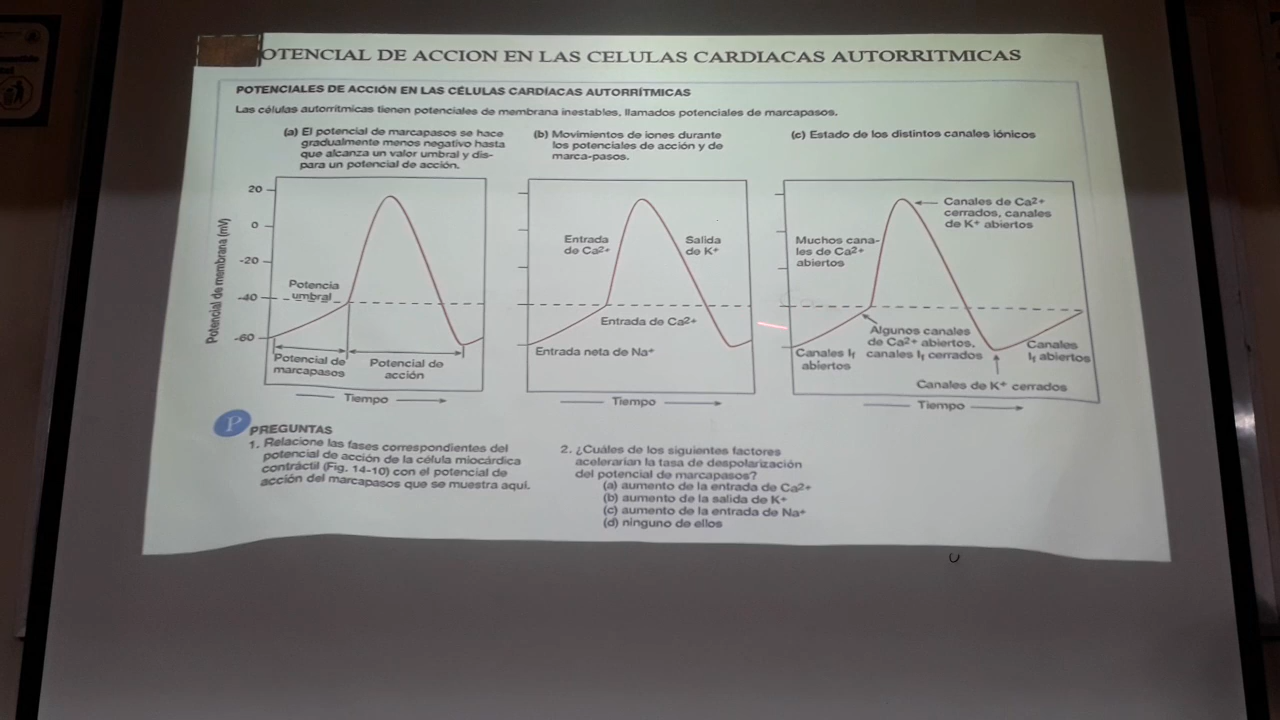 OTENCIAL DE ACCION EN LAS CELULAS CARDIACAS AUTORRITMICAS
POTENCIALES DE ACCIÓN EN LAS CÉLULAS CARDÍACAS AUTORRÍTMICAS
Las células autorrítmicas tienen potenciales de membrana inestables, llamados potenciales de marcapasos.
(a) El potencial de marcapasos se hace
gradualmente menos negativo hasta
que alcanza un valor umbral y dis-
para un potencial de acción.
20
0
-20
-40
-60
Potencial de membrana (mV)
Potencia
umbral
Potencial de
marcapasos
Potencial de
acción
Tiempo
(b) Movimientos de iones durante
los potenciales de acción y de
marca-pasos.
Entrada
de Ca2+
Salida
de K+
Entrada de Ca2+
Entrada neta de Na+
Tiempo
(c) Estado de los distintos canales iónicos
Canales de Ca2+
cerrados, canales
de K+ abiertos
Muchos cana-
les de Ca2+
abiertos
Algunos canales
de Ca2+ abiertos,
canales If cerrados
Canales If
abiertos
Canales
If abiertos
Canales de K+ cerrados
Tiempo
P
PREGUNTAS
1. Relacione las fases correspondientes del
potencial de acción de la célula miocárdica
contráctil (Fig. 14-10) con el potencial de
acción del marcapasos que se muestra aquí.
2. ¿Cuáles de los siguientes factores
acelerarían la tasa de despolarización
del potencial de marcapasos?
(a) aumento de la entrada de Ca2+
(b) aumento de la salida de K+
(c) aumento de la entrada de Na+
(d) ninguno de ellos